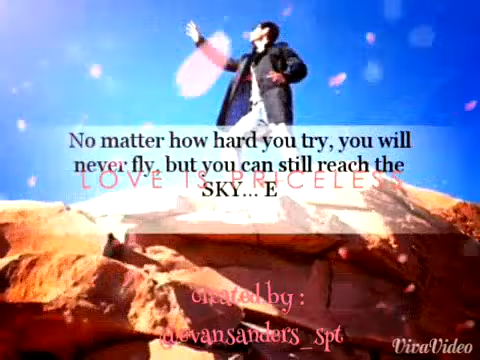 No matter how hard you try, you will
never fly, but you can still reach the
LOVE IS PRICELESS
SKY... E
created by :
@evansanders_spt
VivaVideo